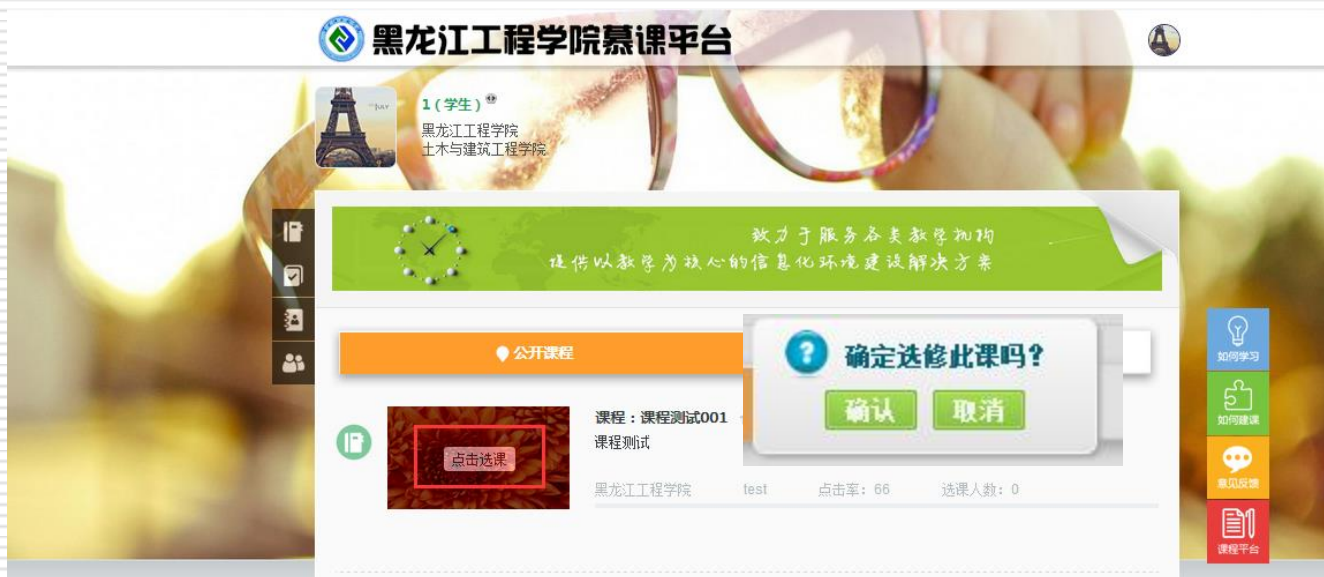 黑龙江工程学院慕课平台
1(学生)
黑龙江工程学院
土木与建筑工程学院
致力于服务各类教学机构
提供以教学为核心的信息化环境建设解决方案
公开课程
确定选修此课吗?
确认 取消
点击选课
课程:课程测试001
课程测试
黑龙江工程学院 test 点击率: 66 选课人数: 0
如何学习
如何建课
意见反馈
课程平台